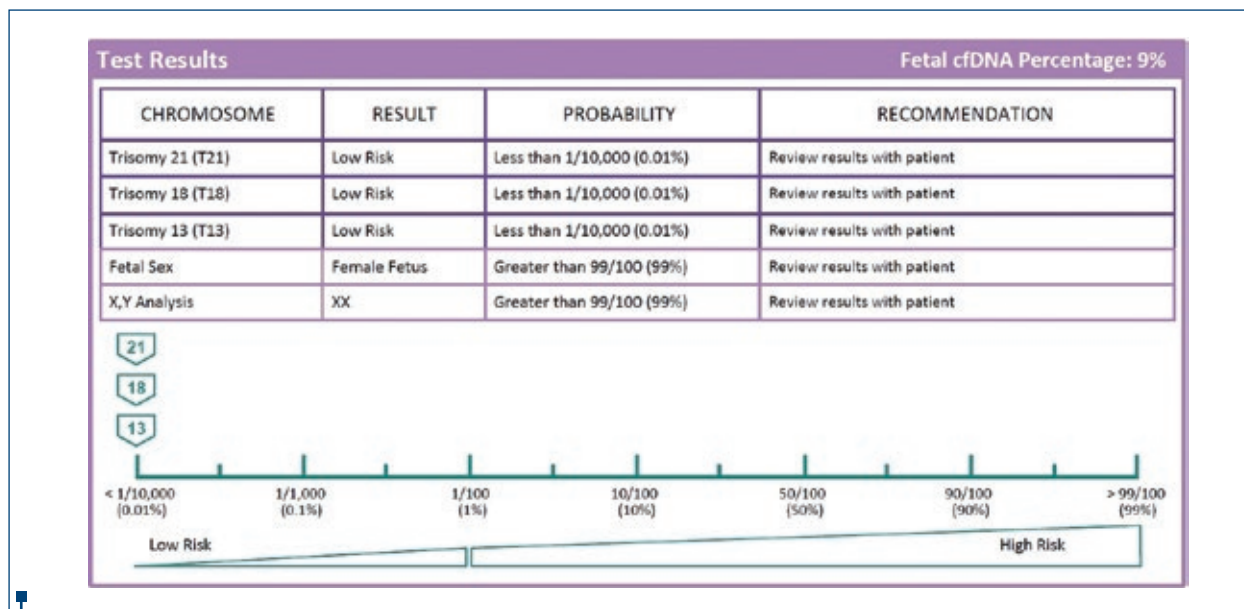 Test Results Fetal cfDNA Percentage: 9%
CHROMOSOME RESULT PROBABILITY RECOMMENDATION
Trisomy 21 (T21) Low Risk Less than 1/10,000 (0.01%) Review results with patient
Trisomy 18 (T18) Low Risk Less than 1/10,000 (0.01%) Review results with patient
Trisomy 13 (T13) Low Risk Less than 1/10,000 (0.01%) Review results with patient
Fetal Sex Female Fetus Greater than 99/100 (99%) Review results with patient
X,Y Analysis XX Greater than 99/100 (99%) Review results with patient
21
18
13
< 1/10,000 1/1,000 1/100 10/100 50/100 90/100 > 99/100
(0.01%) (0.1%) (1%) (10%) (50%) (90%) (99%)
Low Risk High Risk